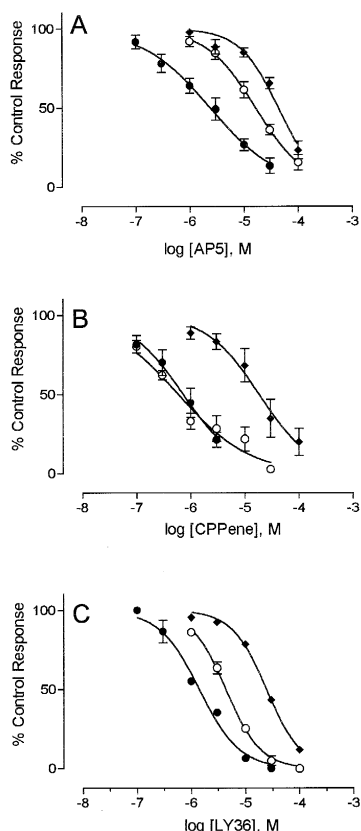 A
% Control Response
100
50
0
-8 -7 -6 -5 -4 -3
log [AP5], M
B
% Control Response
100
50
0
-8 -7 -6 -5 -4 -3
log [CPPene], M
C
% Control Response
100
50
0
-8 -7 -6 -5 -4 -3
log [LY36], M